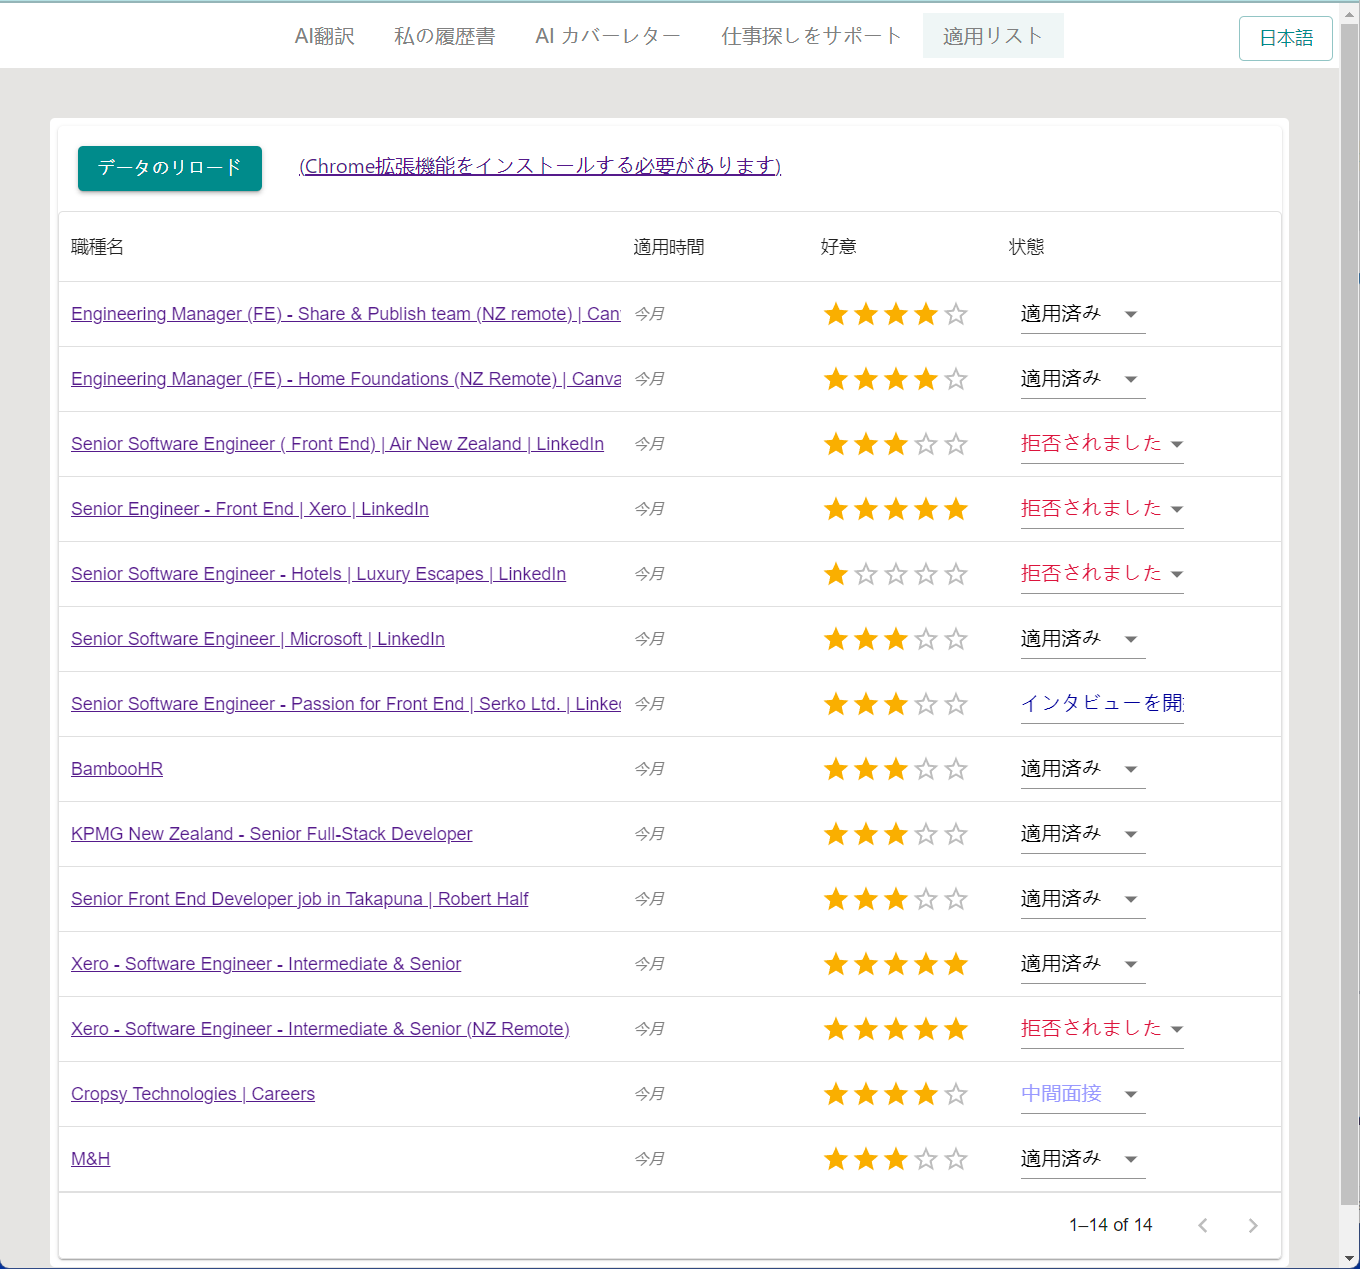 AI翻訳 私の履歴書 AI カバーレター 仕事探しをサポート 適用リスト 日本語
データのリロード (Chrome拡張機能をインストールする必要があります)
職種名 適用時間 好意 状態
Engineering Manager (FE) - Share & Publish team (NZ remote) | Can 今月 適用済み
Engineering Manager (FE) - Home Foundations (NZ Remote) | Canva 今月 適用済み
Senior Software Engineer ( Front End) | Air New Zealand | LinkedIn 今月 拒否されました
Senior Engineer - Front End | Xero | LinkedIn 今月 拒否されました
Senior Software Engineer - Hotels | Luxury Escapes | LinkedIn 今月 拒否されました
Senior Software Engineer | Microsoft | LinkedIn 今月 適用済み
Senior Software Engineer - Passion for Front End | Serko Ltd. | Linke 今月 インタビューを開
BambooHR 今月 適用済み
KPMG New Zealand - Senior Full-Stack Developer 今月 適用済み
Senior Front End Developer job in Takapuna | Robert Half 今月 適用済み
Xero - Software Engineer - Intermediate & Senior 今月 適用済み
Xero - Software Engineer - Intermediate & Senior (NZ Remote) 今月 拒否されました
Cropsy Technologies | Careers 今月 中間面接
M&H 今月 適用済み
1–14 of 14